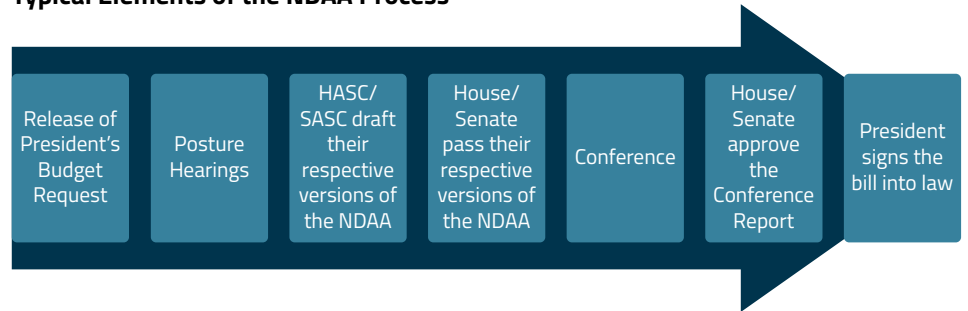 Typical Elements of the NDAA Process
Release of
President’s
Budget
Request
Posture
Hearings
HASC/
SASC draft
their
respective
versions of
the NDAA
House/
Senate
pass their
respective
versions of
the NDAA
Conference
House/
Senate
approve
the
Conference
Report
President
signs the
bill into law